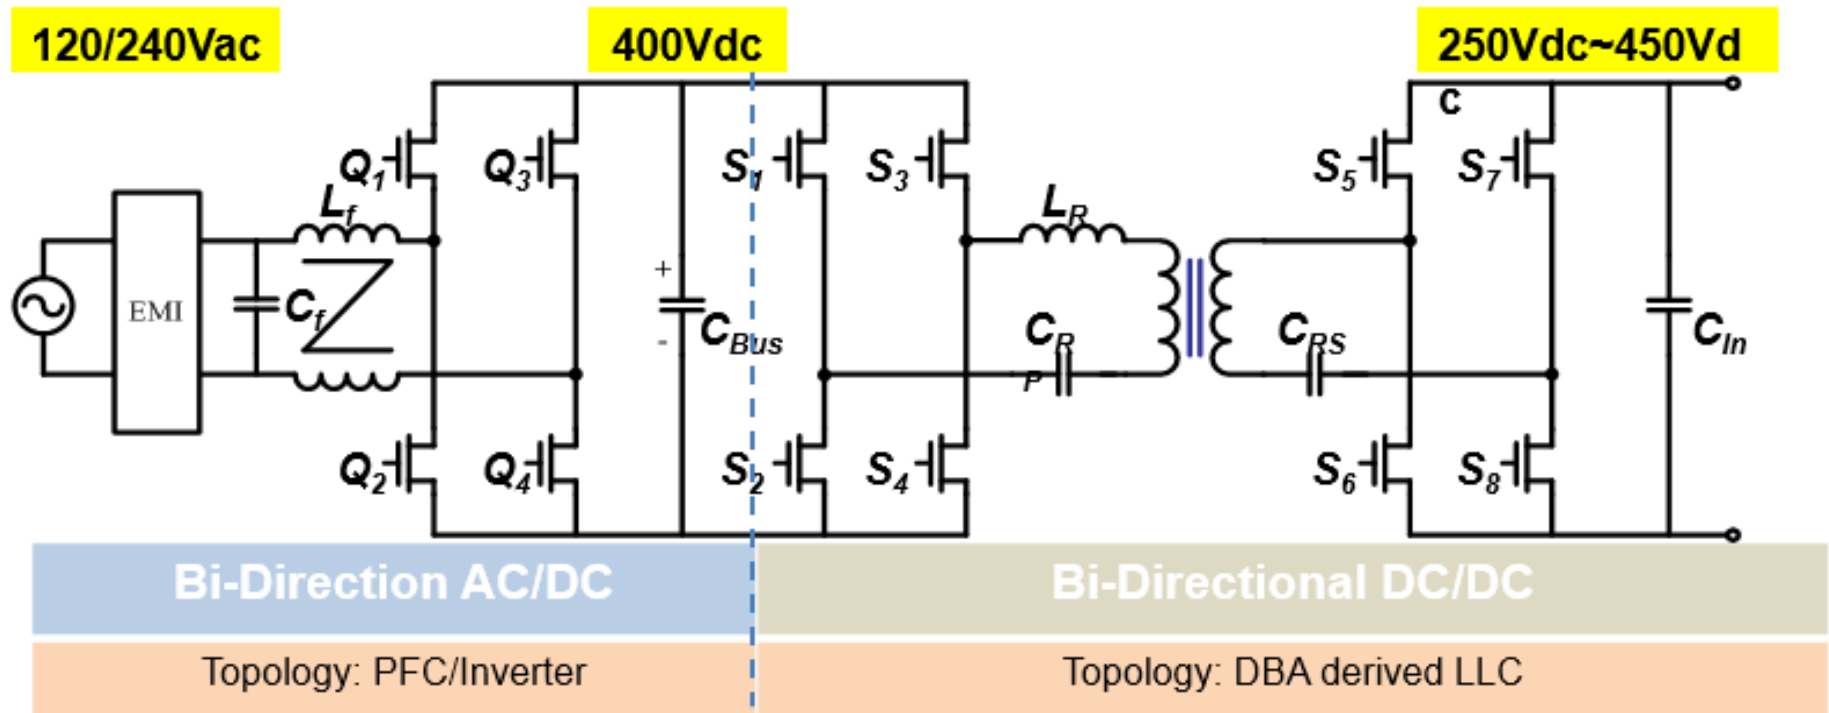 120/240Vac
400Vdc
250Vdc~450Vd
c
Q1
Q3
S1
S3
S5
S7
Lf
LR
EMI
Cf
+
-
CBus
CR
P
CRS
CIn
Q2
Q4
S2
S4
S6
S8
Bi-Direction AC/DC
Bi-Directional DC/DC
Topology: PFC/Inverter
Topology: DBA derived LLC